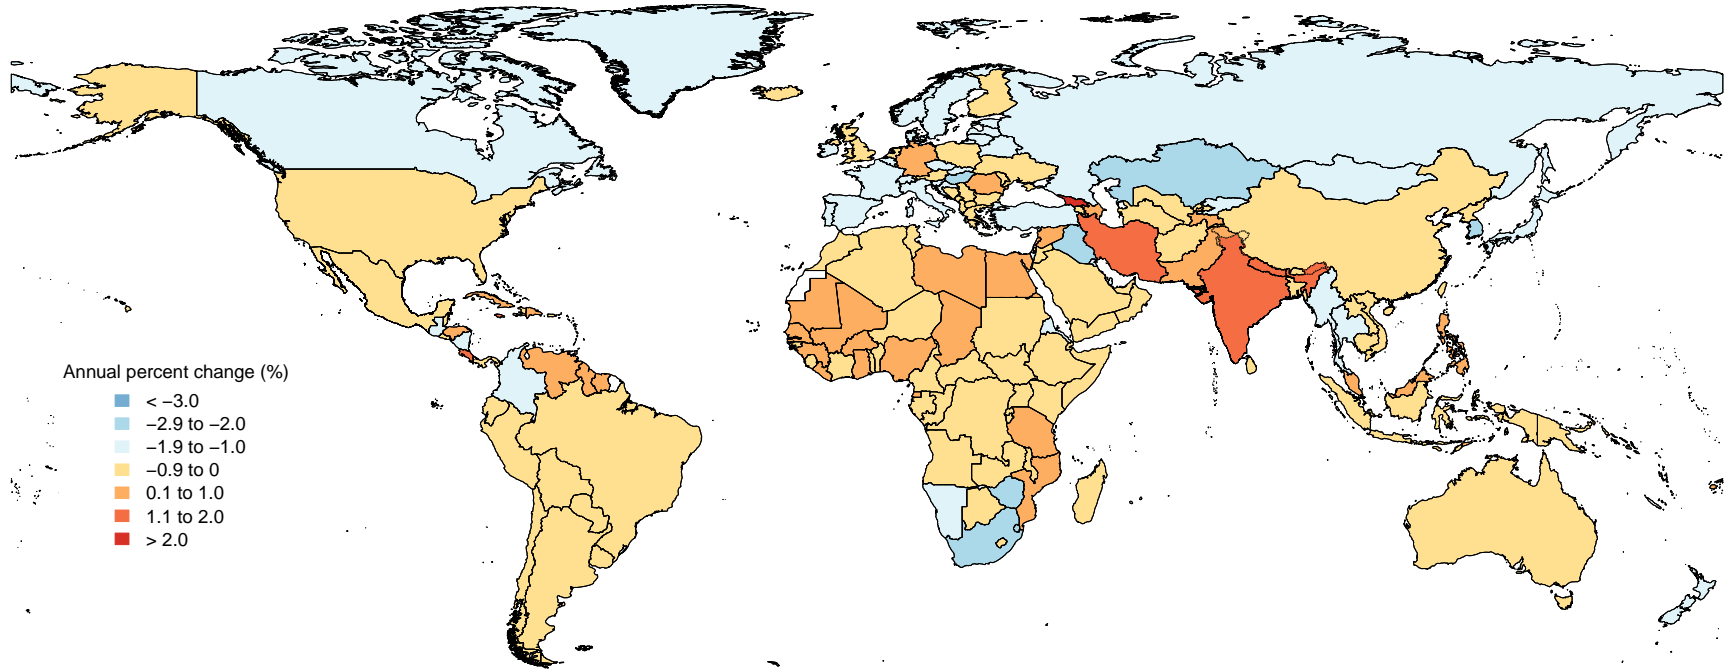 Annual percent change (%)
< −3.0
−2.9 to −2.0
−1.9 to −1.0
−0.9 to 0
0.1 to 1.0
1.1 to 2.0
> 2.0